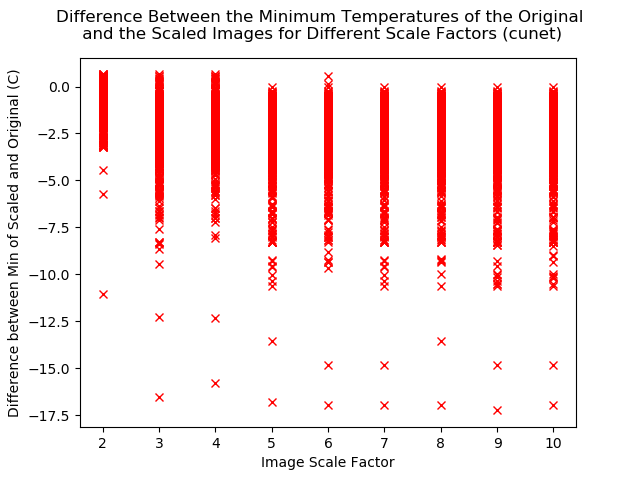 Difference Between the Minimum Temperatures of the Original
and the Scaled Images for Different Scale Factors (cunet)
Difference between Min of Scaled and Original (C)
0.0
−2.5
−5.0
−7.5
−10.0
−12.5
−15.0
−17.5
2 3 4 5 6 7 8 9 10
Image Scale Factor